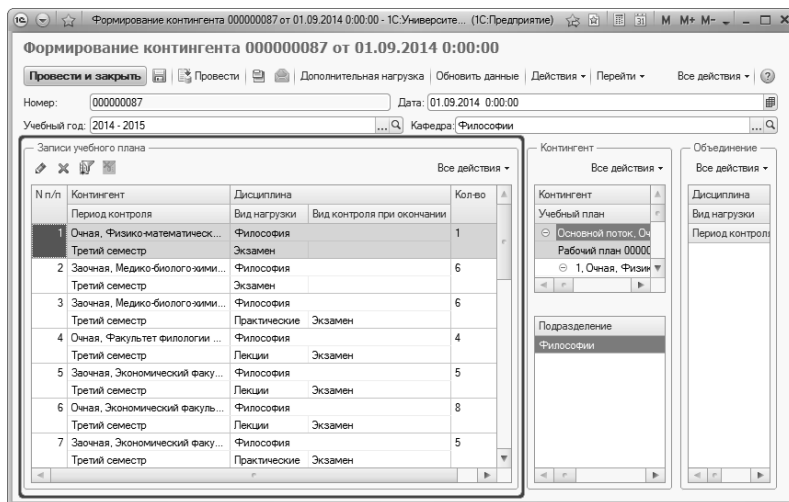 Формирование контингента 000000087 от 01.09.2014 0:00:00 - 1С:Университе... (1С:Предприятие) M M+ M-
Формирование контингента 000000087 от 01.09.2014 0:00:00
Провести и закрыть Провести Дополнительная нагрузка Обновить данные Действия Перейти Все действия
Номер: 000000087 Дата: 01.09.2014 0:00:00
Учебный год: 2014 - 2015 ... Кафедра: Философии ...
Записи учебного плана
Все действия
N п/п Контингент Дисциплина Кол-во
Период контроля Вид нагрузки Вид контроля при окончании
1 Очная, Физико-математическ... Философия 1
Третий семестр Экзамен
2 Заочная, Медико-биолого-хими... Философия 6
Третий семестр Экзамен
3 Заочная, Медико-биолого-хими... Философия 6
Третий семестр Практические Экзамен
4 Очная, Факультет филологии ... Философия 4
Третий семестр Лекции Экзамен
5 Заочная, Экономический факу... Философия 5
Третий семестр Лекции Экзамен
6 Очная, Экономический факуль... Философия 8
Третий семестр Лекции Экзамен
7 Заочная, Экономический факу... Философия 5
Третий семестр Практические Экзамен
Контингент
Все действия
Контингент
Учебный план
Основной поток, Оч
Рабочий план 00000
1, Очная, Физик
Подразделение
Философии
Объединение
Все действия
Дисциплина
Вид нагрузки
Период контроля